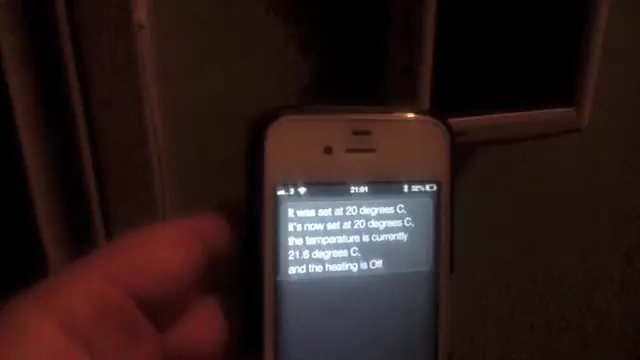 21:01
32%
It was set at 20 degrees C,
it's now set at 20 degrees C,
the temperature is currently
21.6 degrees C,
and the heating is Off